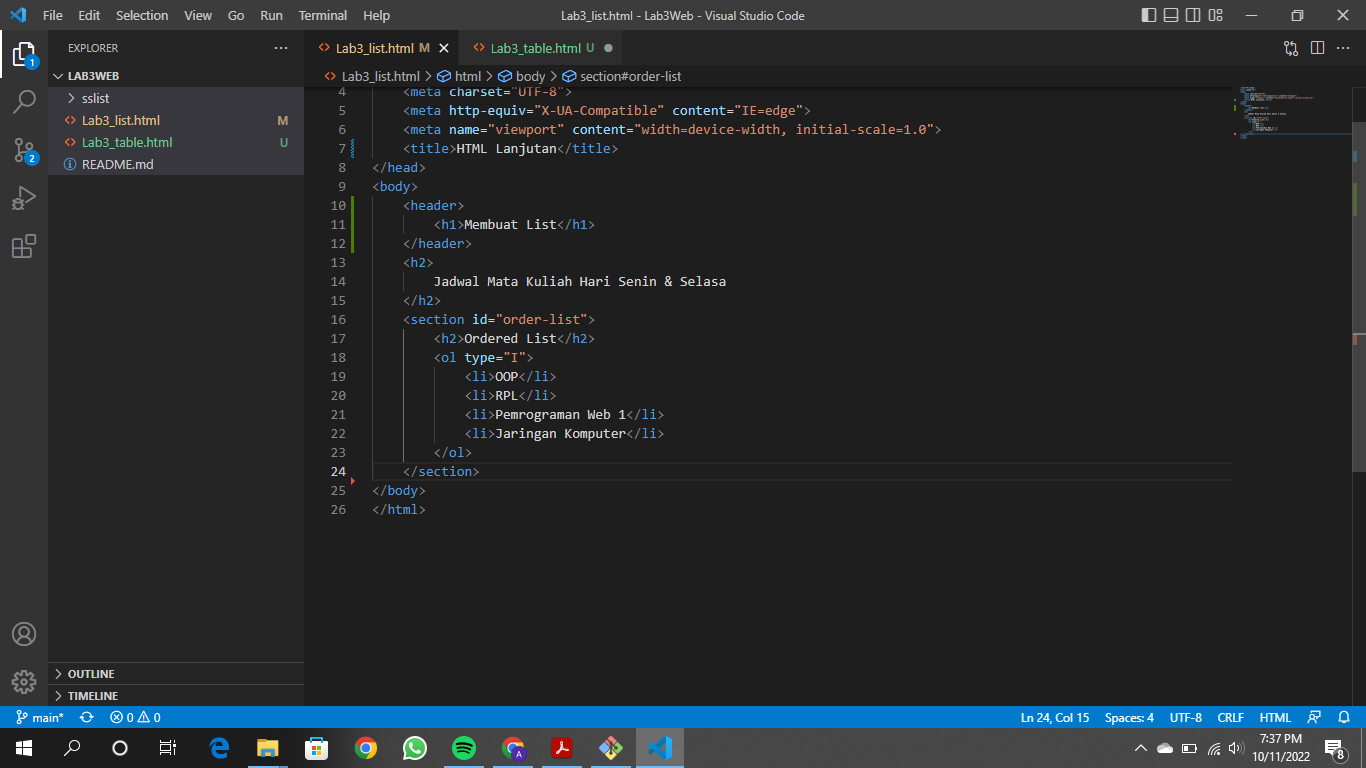 File Edit Selection View Go Run Terminal Help
Lab3_list.html - Lab3Web - Visual Studio Code
EXPLORER
LAB3WEB
sslist
Lab3_list.html M
Lab3_table.html U
README.md
OUTLINE
TIMELINE
1
2
Lab3_list.html M
Lab3_table.html U
Lab3_list.html > html > body > section#order-list
4 <meta charset="UTF-8">
5 <meta http-equiv="X-UA-Compatible" content="IE=edge">
6 <meta name="viewport" content="width=device-width, initial-scale=1.0">
7 <title>HTML Lanjutan</title>
8 </head>
9 <body>
10 <header>
11 <h1>Membuat List</h1>
12 </header>
13 <h2>
14 Jadwal Mata Kuliah Hari Senin & Selasa
15 </h2>
16 <section id="order-list">
17 <h2>Ordered List</h2>
18 <ol type="I">
19 <li>OOP</li>
20 <li>RPL</li>
21 <li>Pemrograman Web 1</li>
22 <li>Jaringan Komputer</li>
23 </ol>
24 </section>
25 </body>
26 </html>
main* 0 0
Ln 24, Col 15 Spaces: 4 UTF-8 CRLF HTML
A
7:37 PM
10/11/2022
8